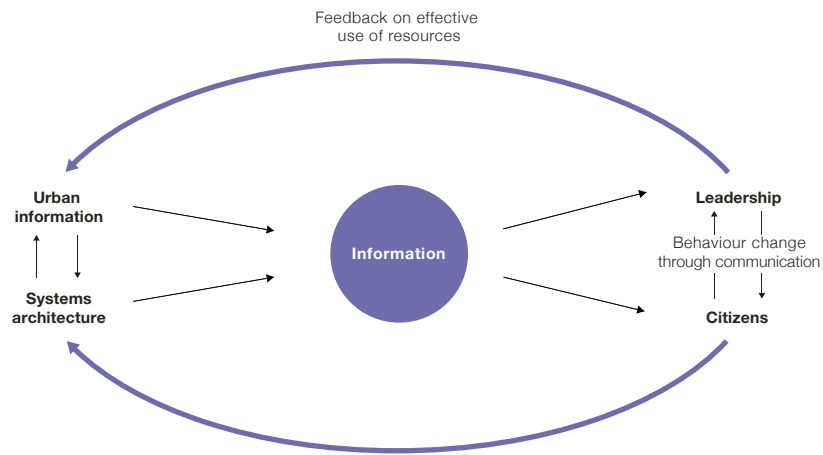 Feedback on effective
use of resources
Urban
information
Information
Leadership
Behaviour change
through communication
Systems
architecture
Citizens